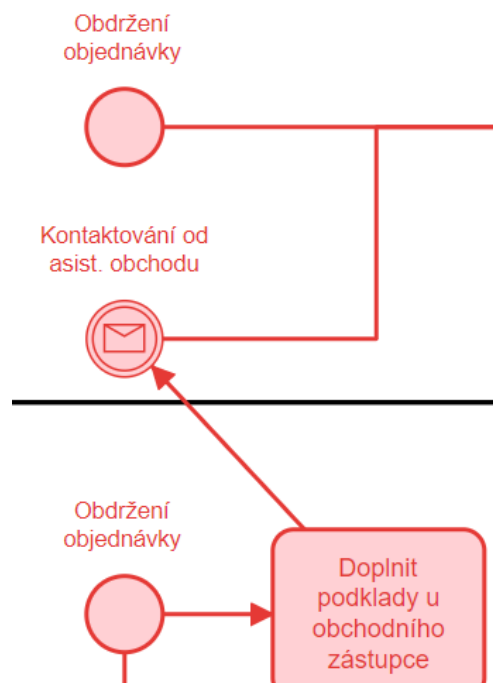 Obdržení
objednávky
Kontaktování od
asist. obchodu
Obdržení
objednávky
Doplnit
podklady u
obchodního
zástupce